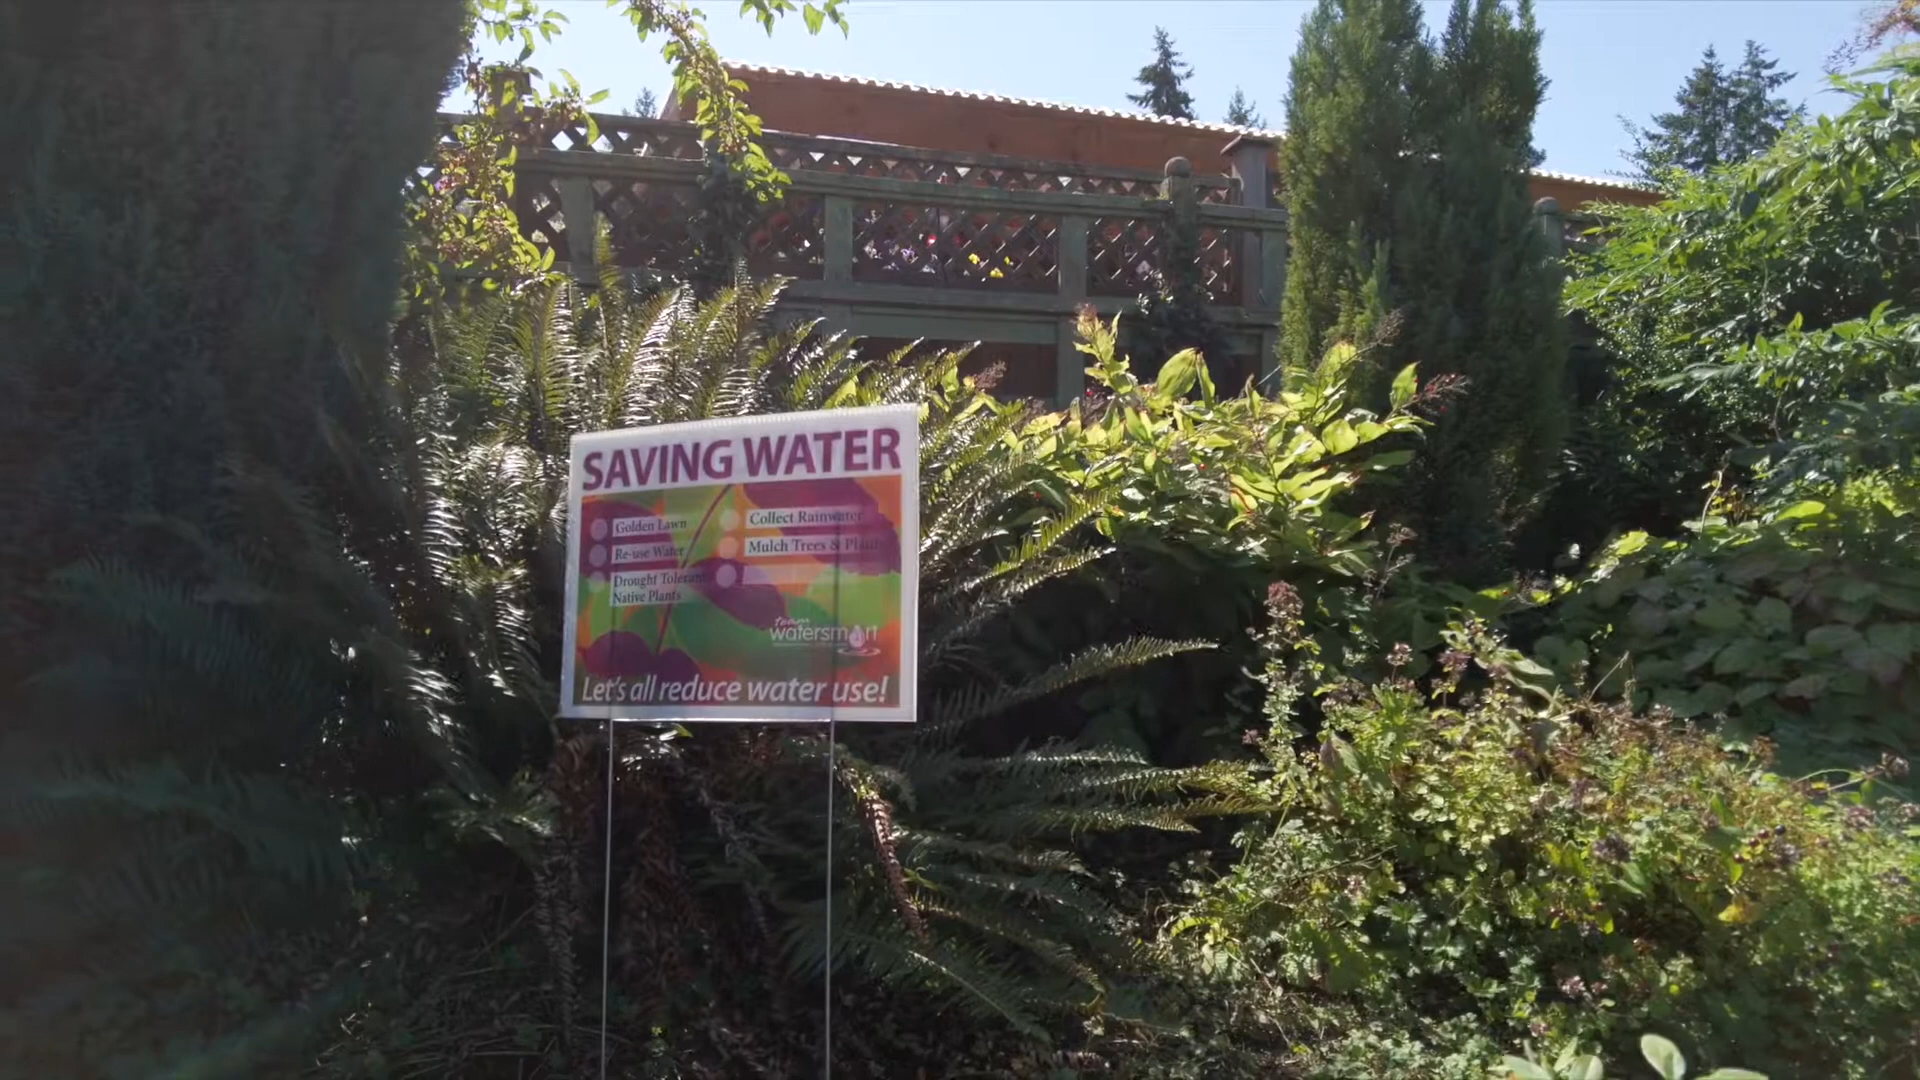 SAVING WATER
Golden Lawn
Re-use Water
Drought Tolerant
Native Plants
Collect Rainwater
Mulch Trees & Plants
team
watersmart
Let's all reduce water use!